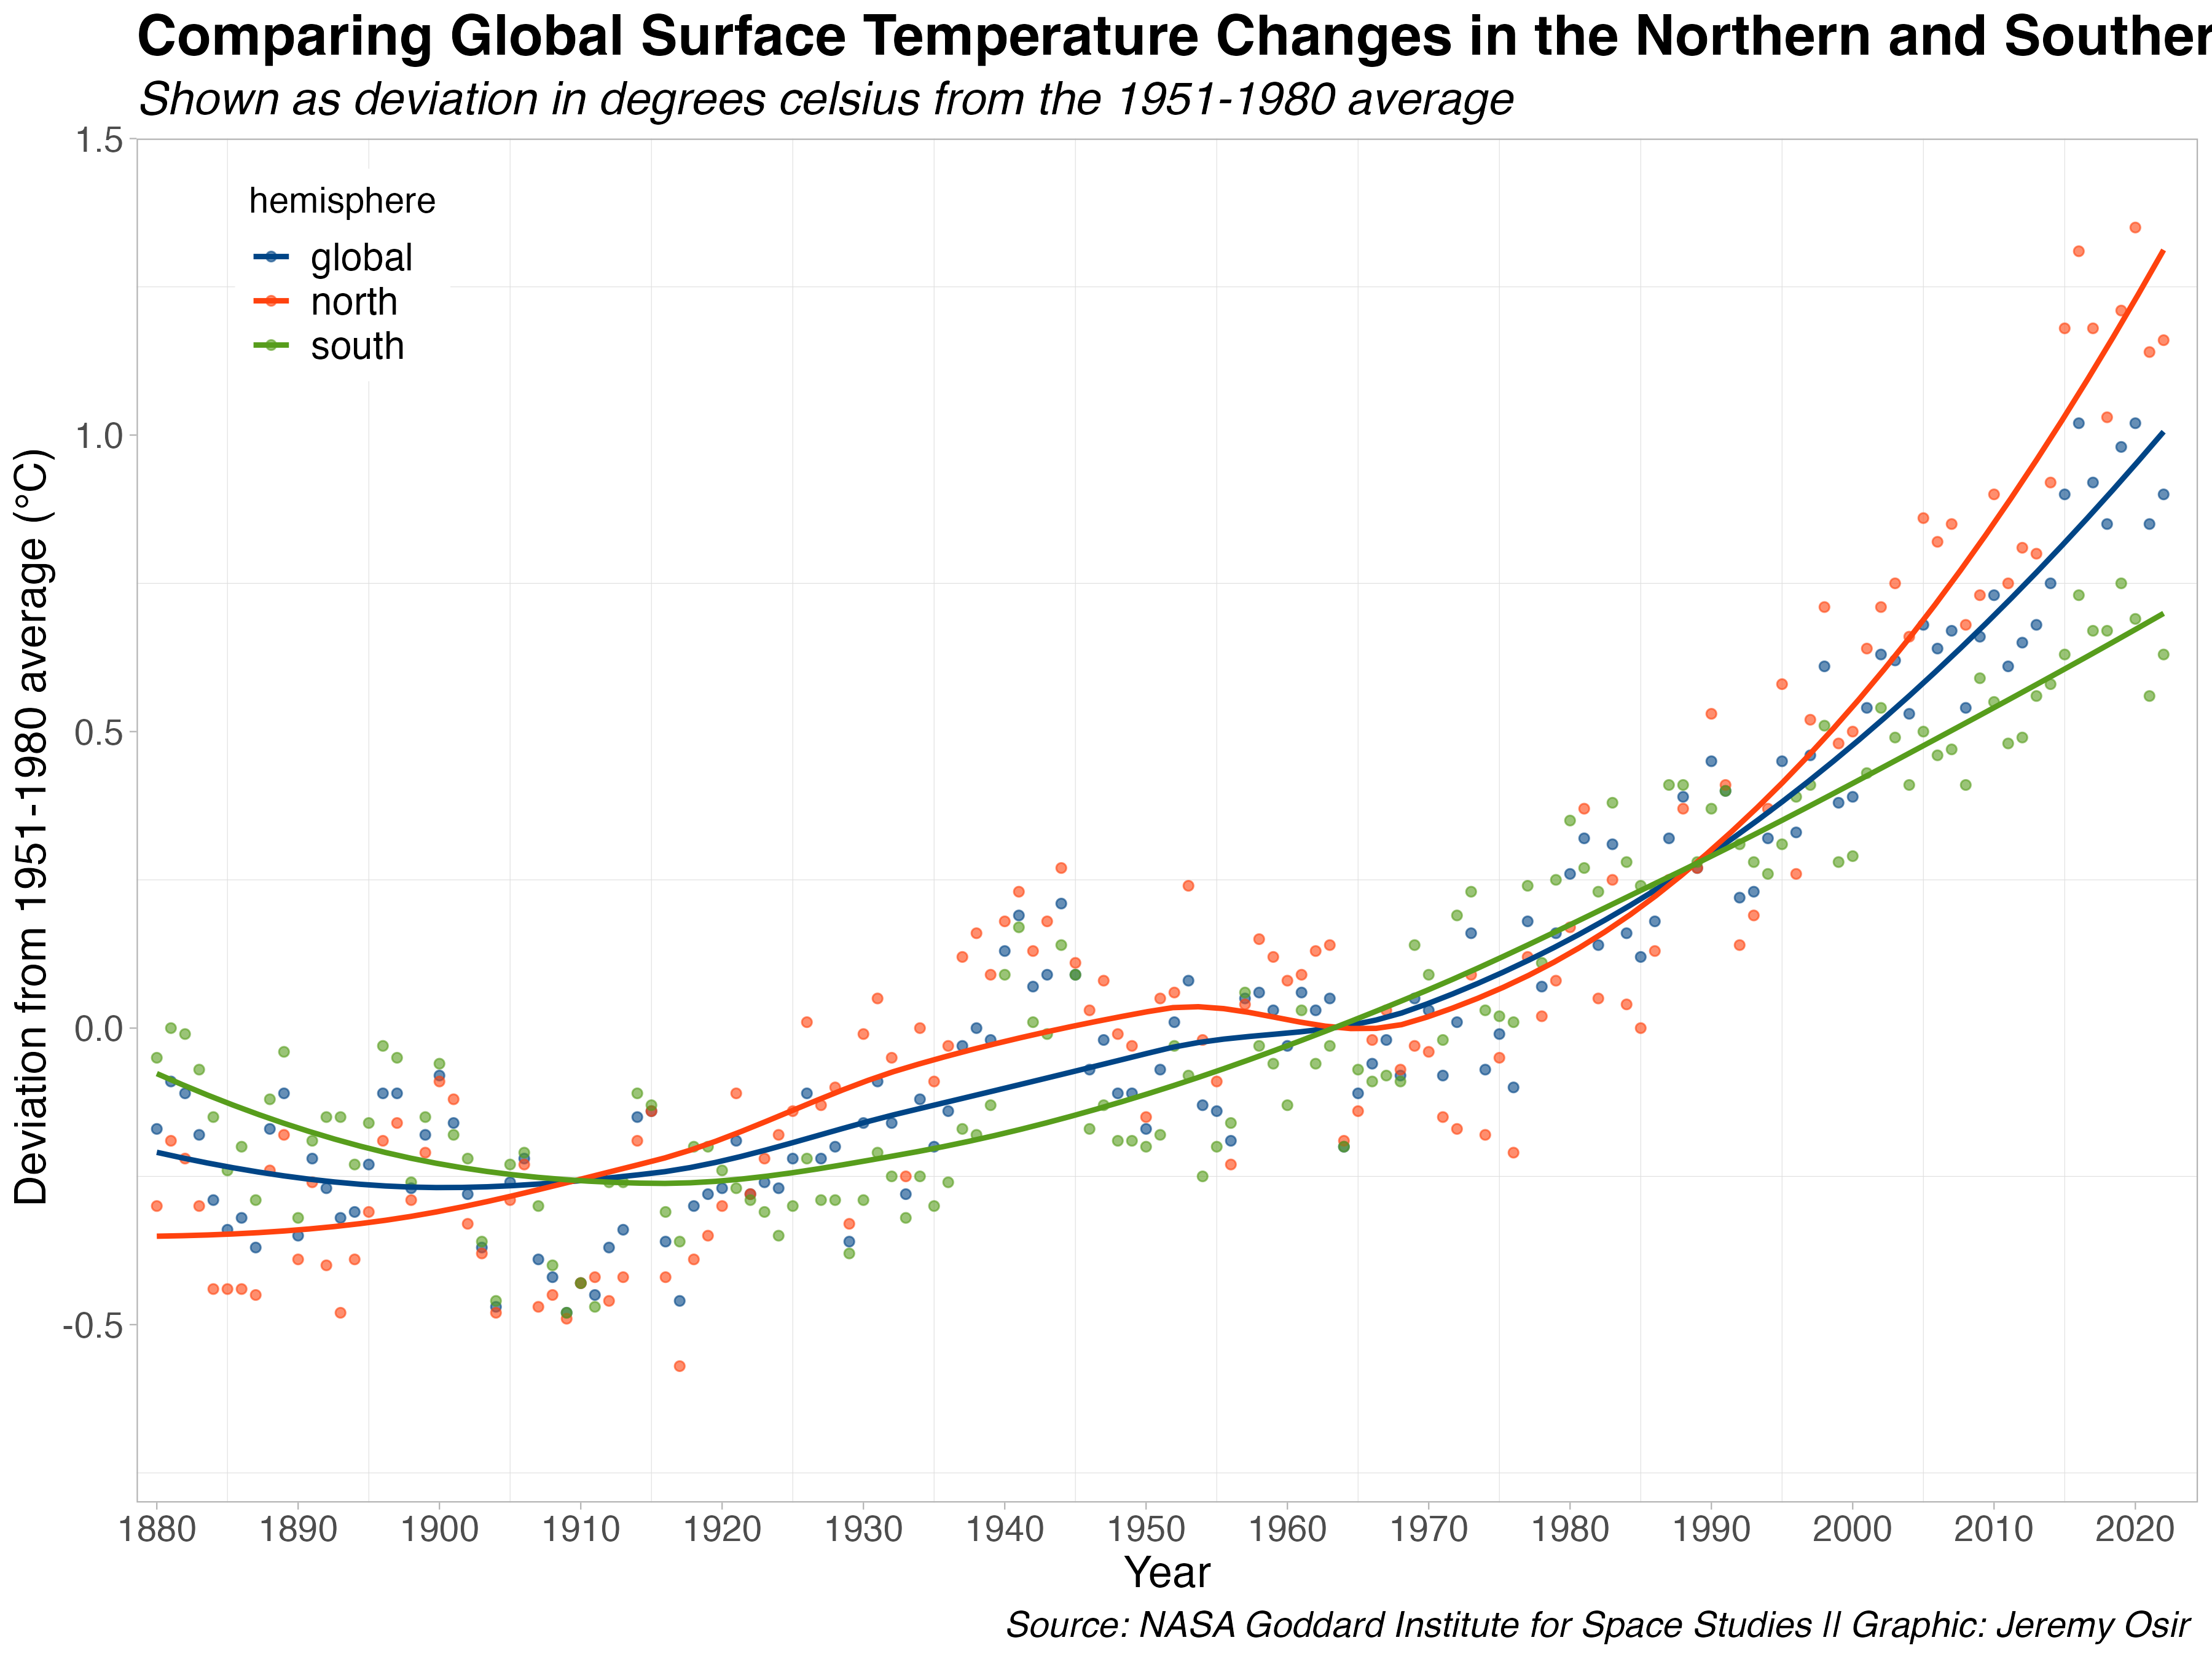 Comparing Global Surface Temperature Changes in the Northern and Souther
Shown as deviation in degrees celsius from the 1951-1980 average
1.5
1.0
0.5
0.0
-0.5
Deviation from 1951-1980 average (°C)
hemisphere
global
north
south
1880 1890 1900 1910 1920 1930 1940 1950 1960 1970 1980 1990 2000 2010 2020
Year
Source: NASA Goddard Institute for Space Studies II Graphic: Jeremy Osir